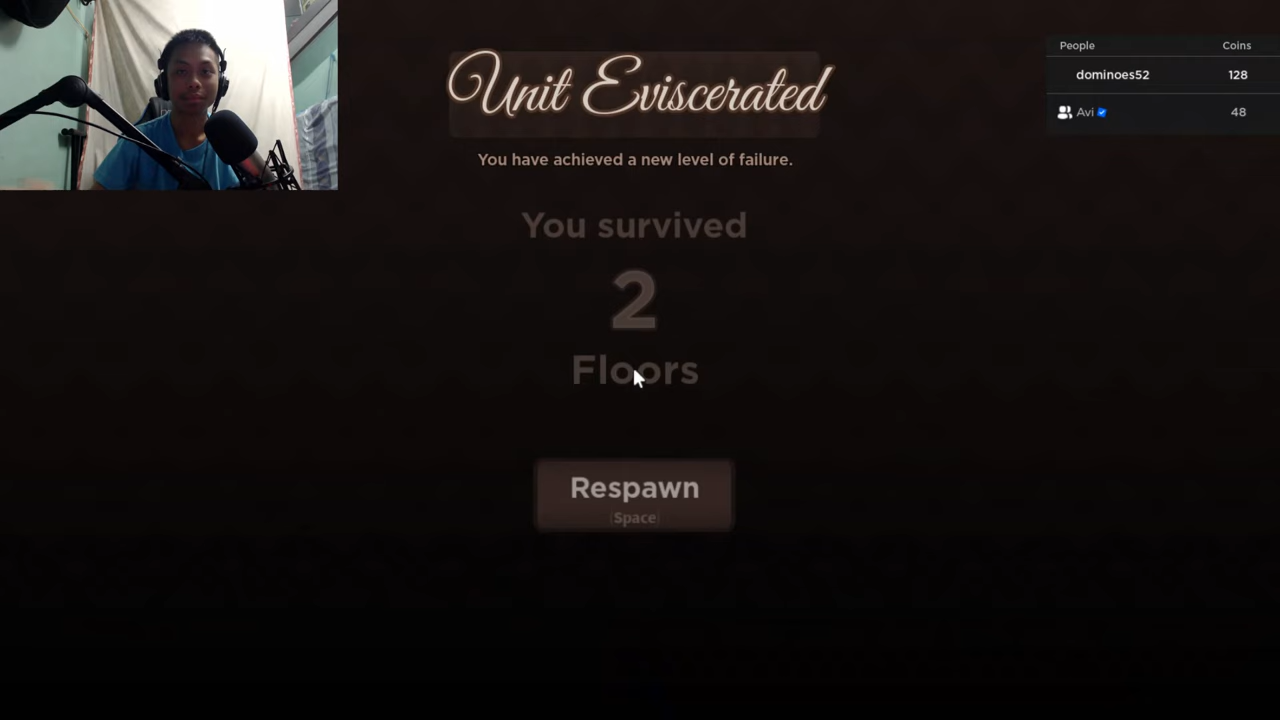 Unit Eviscerated
You have achieved a new level of failure.
You survived
2
Floors
Respawn
(Space)
People Coins
dominoes52 128
Avi 48